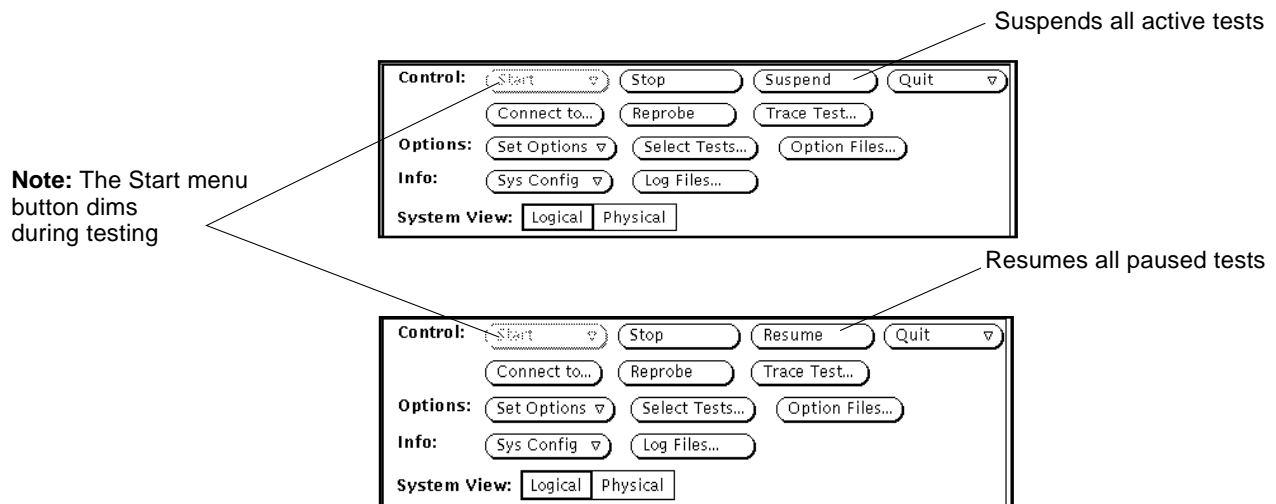 Suspends all active tests
Control: Start Stop Suspend Quit
Connect to... Reprobe Trace Test...
Options: Set Options Select Tests... Option Files...
Info: Sys Config Log Files...
System View: Logical Physical
Note: The Start menu
button dims
during testing
Resumes all paused tests
Control: Start Stop Resume Quit
Connect to... Reprobe Trace Test...
Options: Set Options Select Tests... Option Files...
Info: Sys Config Log Files...
System View: Logical Physical